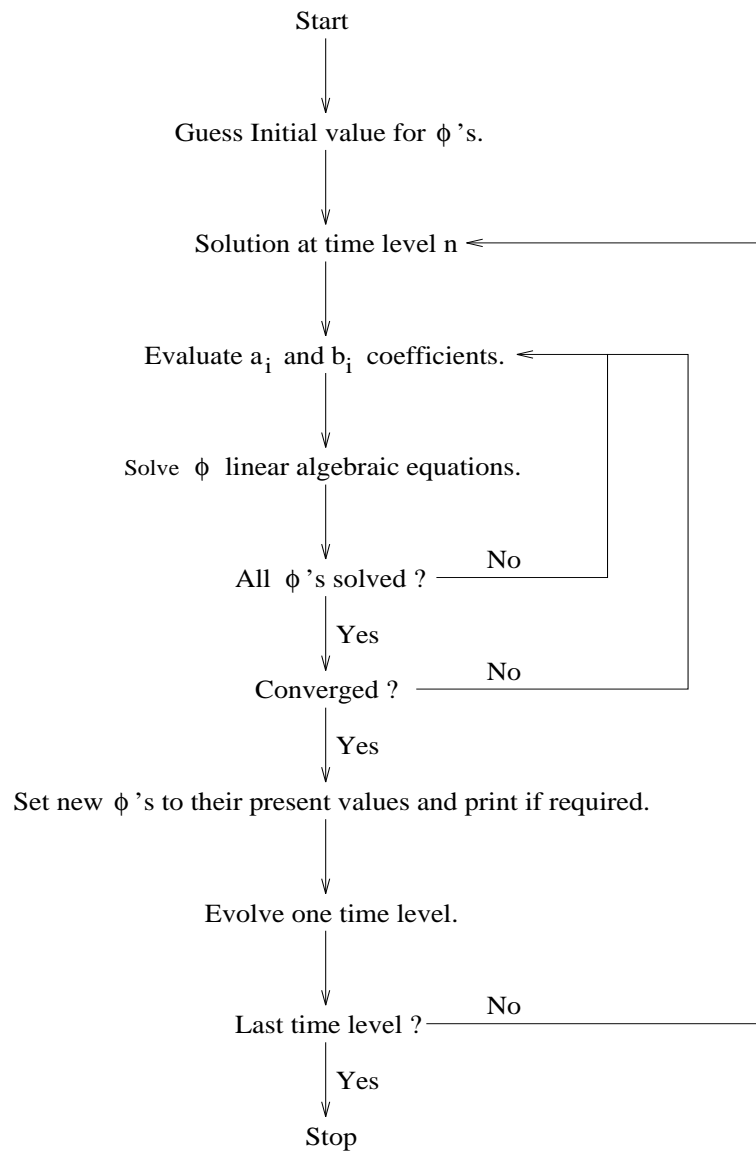 Start
Guess Initial value for ϕ 's.
Solution at time level n
Evaluate a_i and b_i coefficients.
Solve ϕ linear algebraic equations.
All ϕ 's solved ?
No
Yes
Converged ?
No
Yes
Set new ϕ 's to their present values and print if required.
Evolve one time level.
Last time level ?
No
Yes
Stop